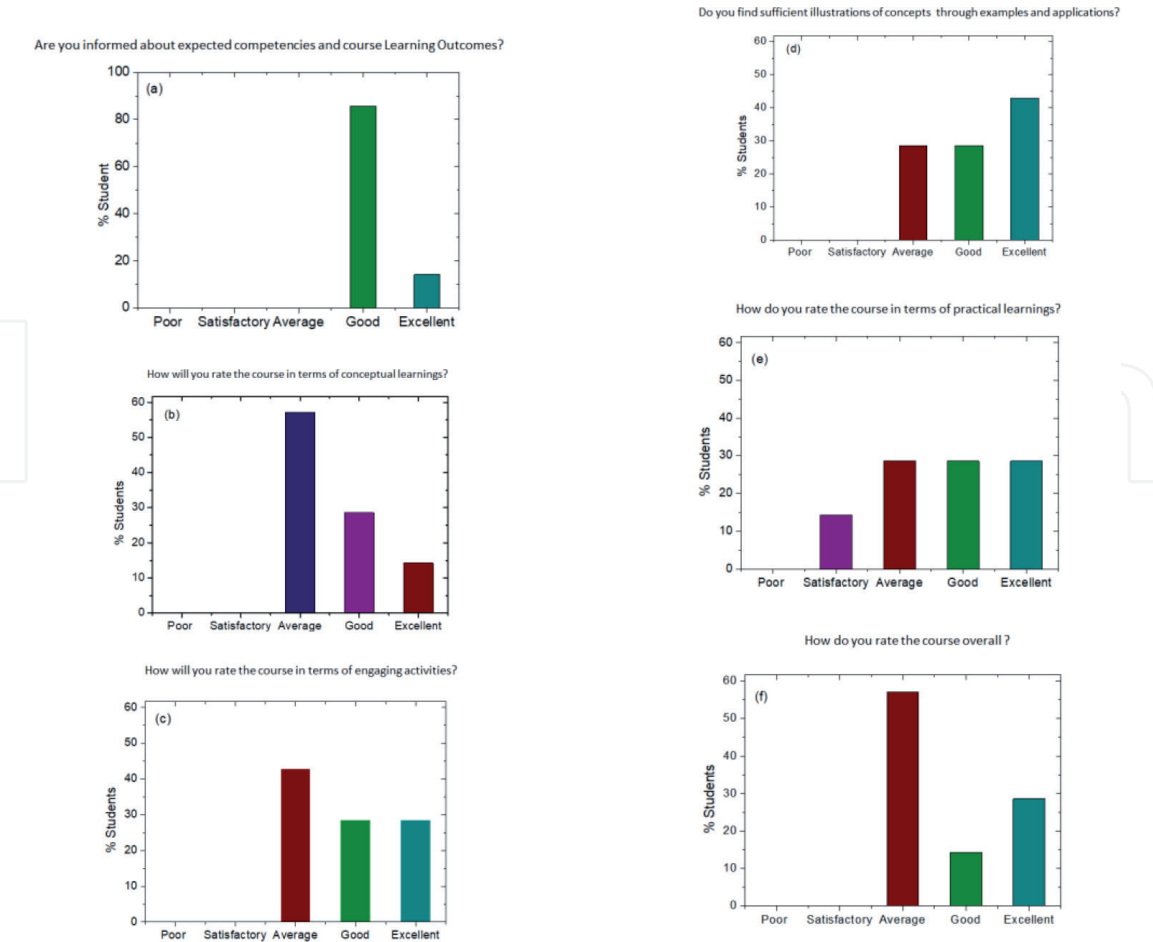 Are you informed about expected competencies and course Learning Outcomes?
(a)
100
80
60
40
20
0
% Student
Poor Satisfactory Average Good Excellent
How will you rate the course in terms of conceptual learnings?
(b)
60
50
40
30
20
10
0
% Students
Poor Satisfactory Average Good Excellent
How will you rate the course in terms of engaging activities?
(c)
60
50
40
30
20
10
0
% Students
Poor Satisfactory Average Good Excellent
Do you find sufficient illustrations of concepts through examples and applications?
(d)
60
50
40
30
20
10
0
% Students
Poor Satisfactory Average Good Excellent
How do you rate the course in terms of practical learnings?
(e)
60
50
40
30
20
10
0
% Students
Poor Satisfactory Average Good Excellent
How do you rate the course overall ?
(f)
60
50
40
30
20
10
0
% Students
Poor Satisfactory Average Good Excellent